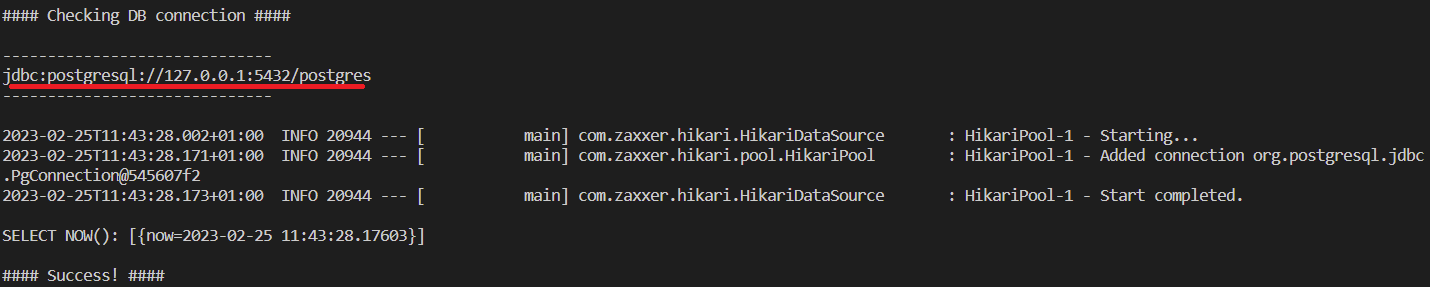 #### Checking DB connection ####
------------------------------
jdbc:postgresql://127.0.0.1:5432/postgres
------------------------------
2023-02-25T11:43:28.002+01:00  INFO 20944 --- [           main] com.zaxxer.hikari.HikariDataSource       : HikariPool-1 - Starting...
2023-02-25T11:43:28.171+01:00  INFO 20944 --- [           main] com.zaxxer.hikari.pool.HikariPool        : HikariPool-1 - Added connection org.postgresql.jdbc
.PgConnection@545607f2
2023-02-25T11:43:28.173+01:00  INFO 20944 --- [           main] com.zaxxer.hikari.HikariDataSource       : HikariPool-1 - Start completed.
SELECT NOW(): [{now=2023-02-25 11:43:28.17603}]
#### Success! ####